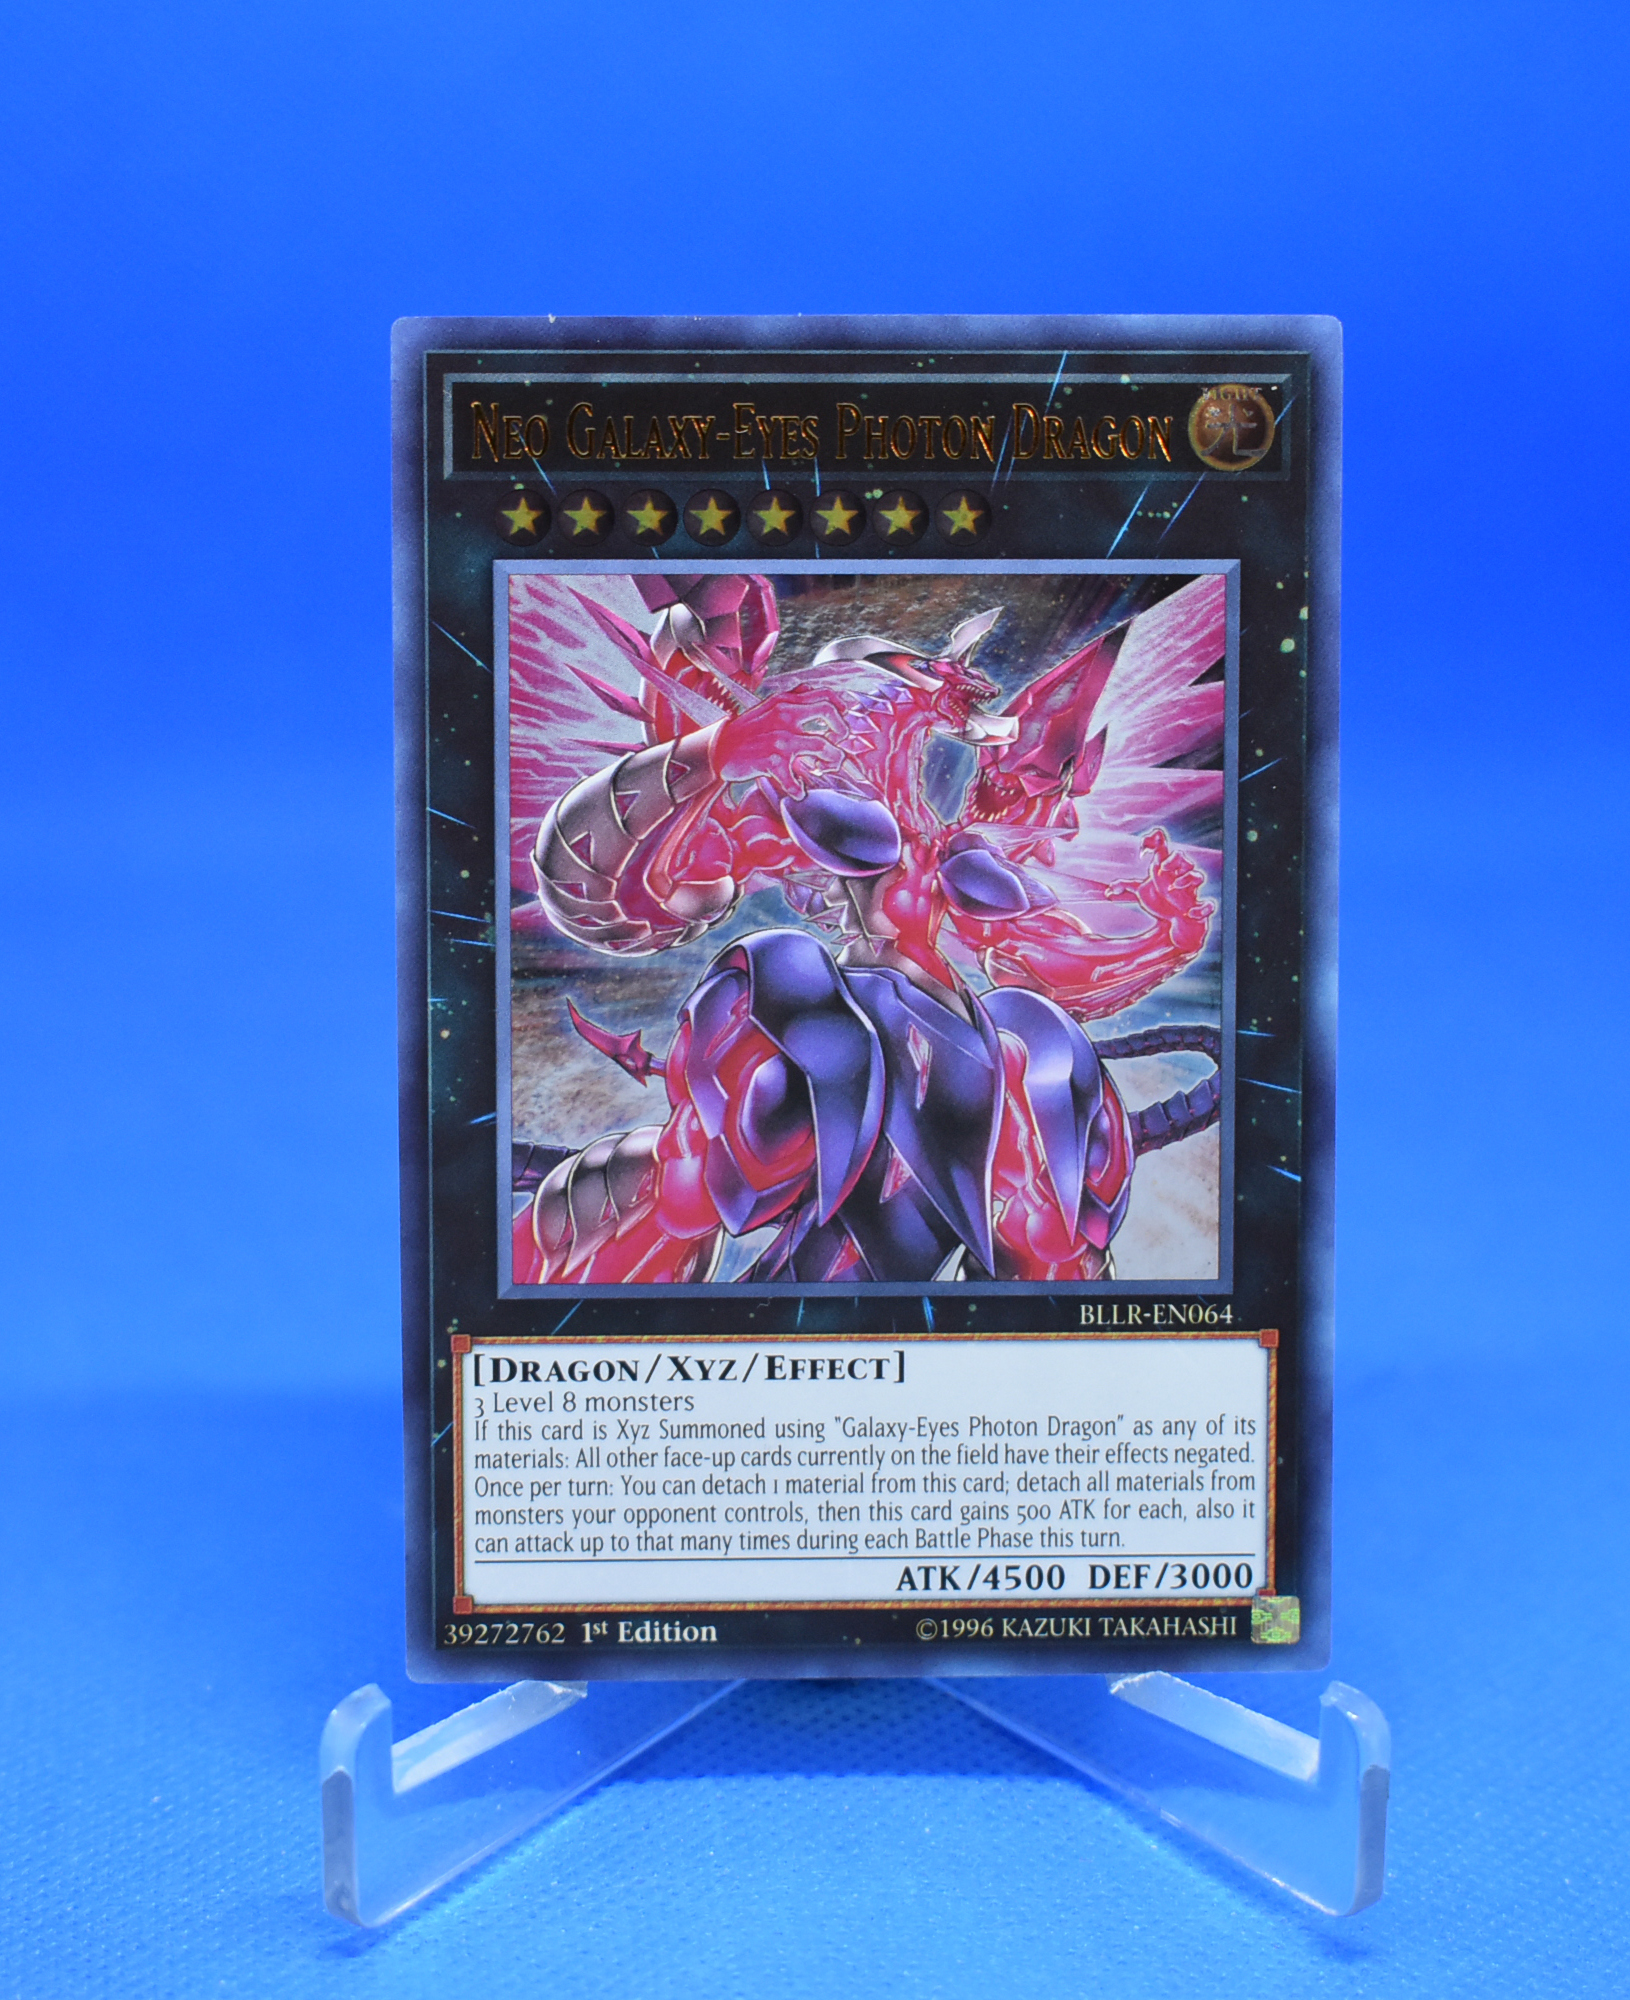 NEO GALAXY-EYES PHOTON DRAGON
LIGHT
光
BLLR-EN064
[DRAGON/XYZ/EFFECT]
3 Level 8 monsters
If this card is Xyz Summoned using "Galaxy-Eyes Photon Dragon" as any of its
materials: All other face-up cards currently on the field have their effects negated.
Once per turn: You can detach 1 material from this card; detach all materials from
monsters your opponent controls, then this card gains 500 ATK for each, also it
can attack up to that many times during each Battle Phase this turn.
ATK/4500 DEF/3000
39272762 1st Edition
©1996 KAZUKI TAKAHASHI